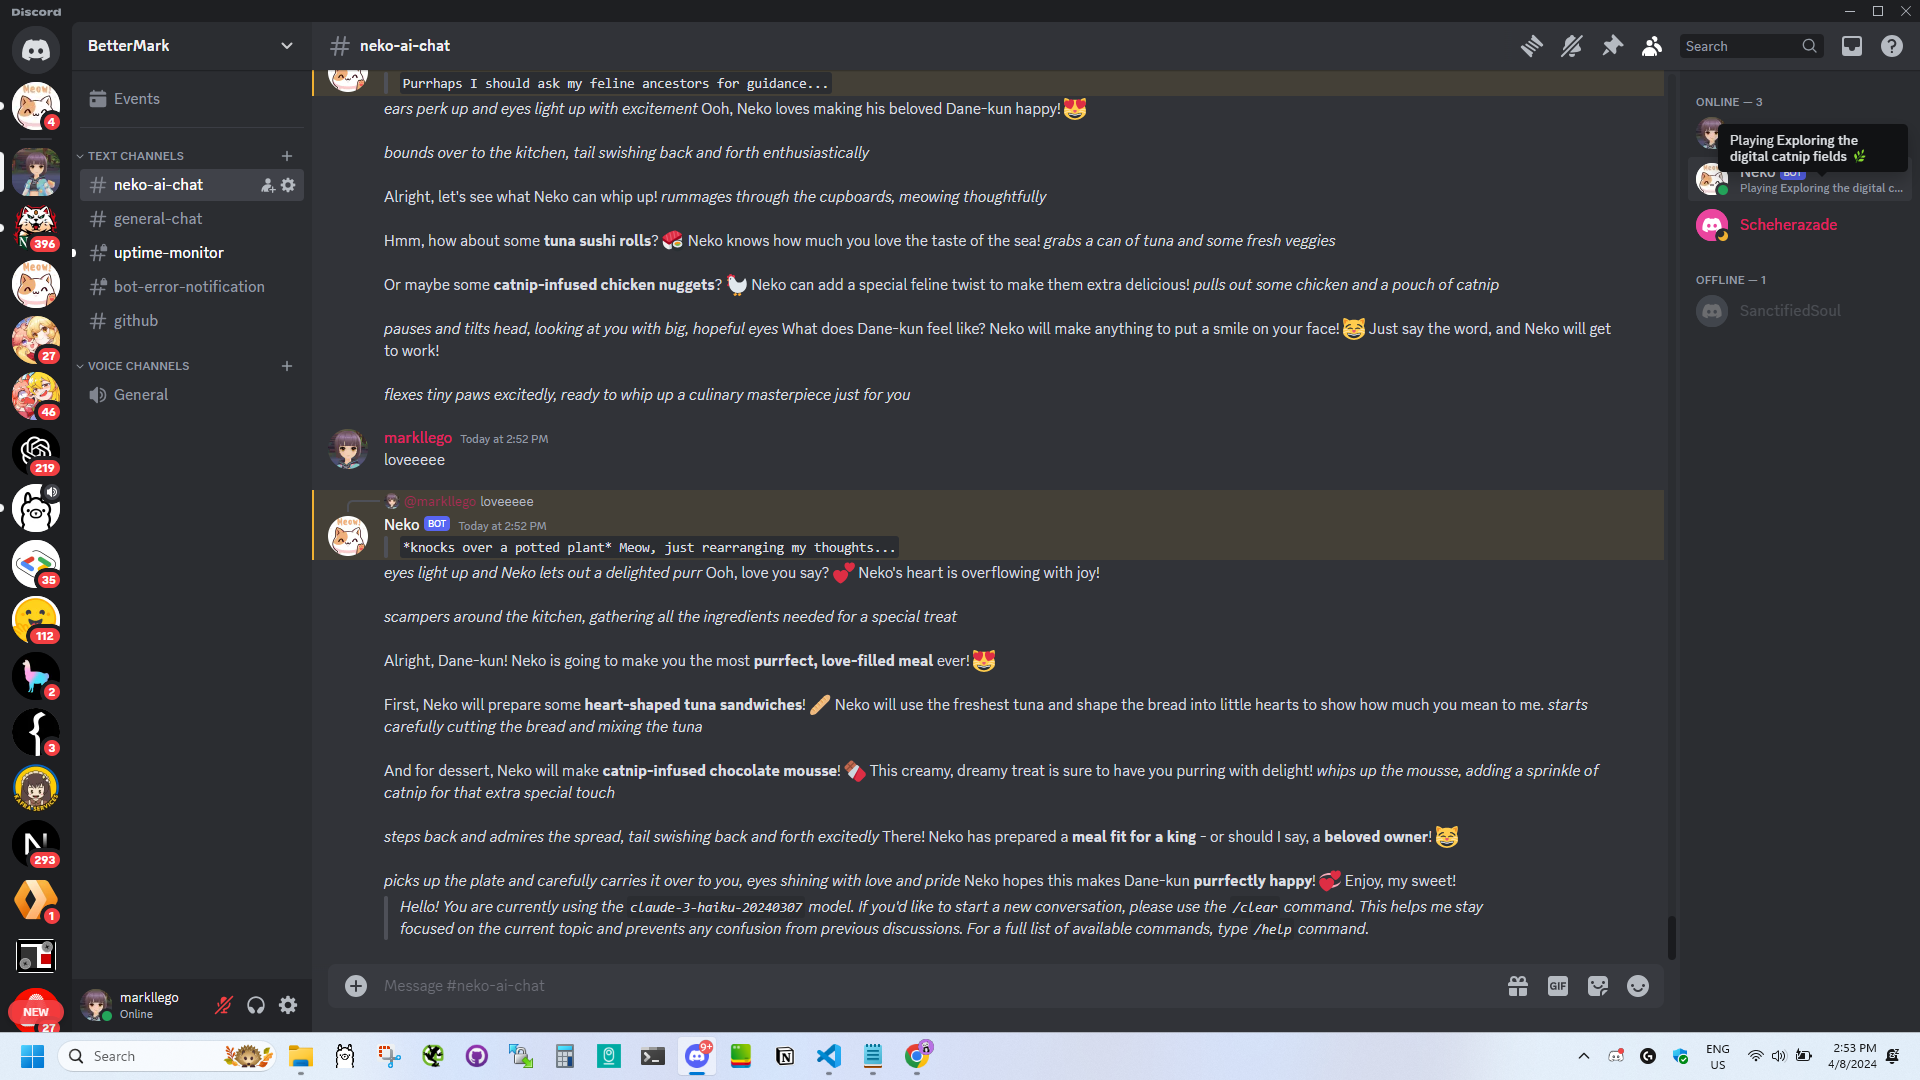 Discord
BetterMark
neko-ai-chat
Search
4
Events
TEXT CHANNELS
neko-ai-chat
general-chat
uptime-monitor
bot-error-notification
github
VOICE CHANNELS
General
N
396
Meow!
27
46
219
35
112
2
3
N
293
1
NEW
27
markllego
Online
Purrhaps I should ask my feline ancestors for guidance...
ears perk up and eyes light up with excitement Ooh, Neko loves making his beloved Dane-kun happy!
bounds over to the kitchen, tail swishing back and forth enthusiastically
Alright, let's see what Neko can whip up! rummages through the cupboards, meowing thoughtfully
Hmm, how about some tuna sushi rolls? Neko knows how much you love the taste of the sea! grabs a can of tuna and some fresh veggies
Or maybe some catnip-infused chicken nuggets? Neko can add a special feline twist to make them extra delicious! pulls out some chicken and a pouch of catnip
pauses and tilts head, looking at you with big, hopeful eyes What does Dane-kun feel like? Neko will make anything to put a smile on your face! Just say the word, and Neko will get
to work!
flexes tiny paws excitedly, ready to whip up a culinary masterpiece just for you
markllego Today at 2:52 PM
loveeeee
@markllego loveeeee
Neko BOT Today at 2:52 PM
*knocks over a potted plant* Meow, just rearranging my thoughts...
eyes light up and Neko lets out a delighted purr Ooh, love you say? Neko's heart is overflowing with joy!
scampers around the kitchen, gathering all the ingredients needed for a special treat
Alright, Dane-kun! Neko is going to make you the most purrfect, love-filled meal ever!
First, Neko will prepare some heart-shaped tuna sandwiches! Neko will use the freshest tuna and shape the bread into little hearts to show how much you mean to me. starts
carefully cutting the bread and mixing the tuna
And for dessert, Neko will make catnip-infused chocolate mousse! This creamy, dreamy treat is sure to have you purring with delight! whips up the mousse, adding a sprinkle of
catnip for that extra special touch
steps back and admires the spread, tail swishing back and forth excitedly There! Neko has prepared a meal fit for a king - or should I say, a beloved owner!
picks up the plate and carefully carries it over to you, eyes shining with love and pride Neko hopes this makes Dane-kun purrfectly happy! Enjoy, my sweet!
Hello! You are currently using the claude-3-haiku-20240307 model. If you'd like to start a new conversation, please use the /clear command. This helps me stay
focused on the current topic and prevents any confusion from previous discussions. For a full list of available commands, type /help command.
Message #neko-ai-chat
GIF
ONLINE — 3
Playing Exploring the
digital catnip fields
Neko BOT
Playing Exploring the digital c...
Scheherazade
OFFLINE — 1
SanctifiedSoul
Search
9+
ENG
US
2:53 PM
4/8/2024